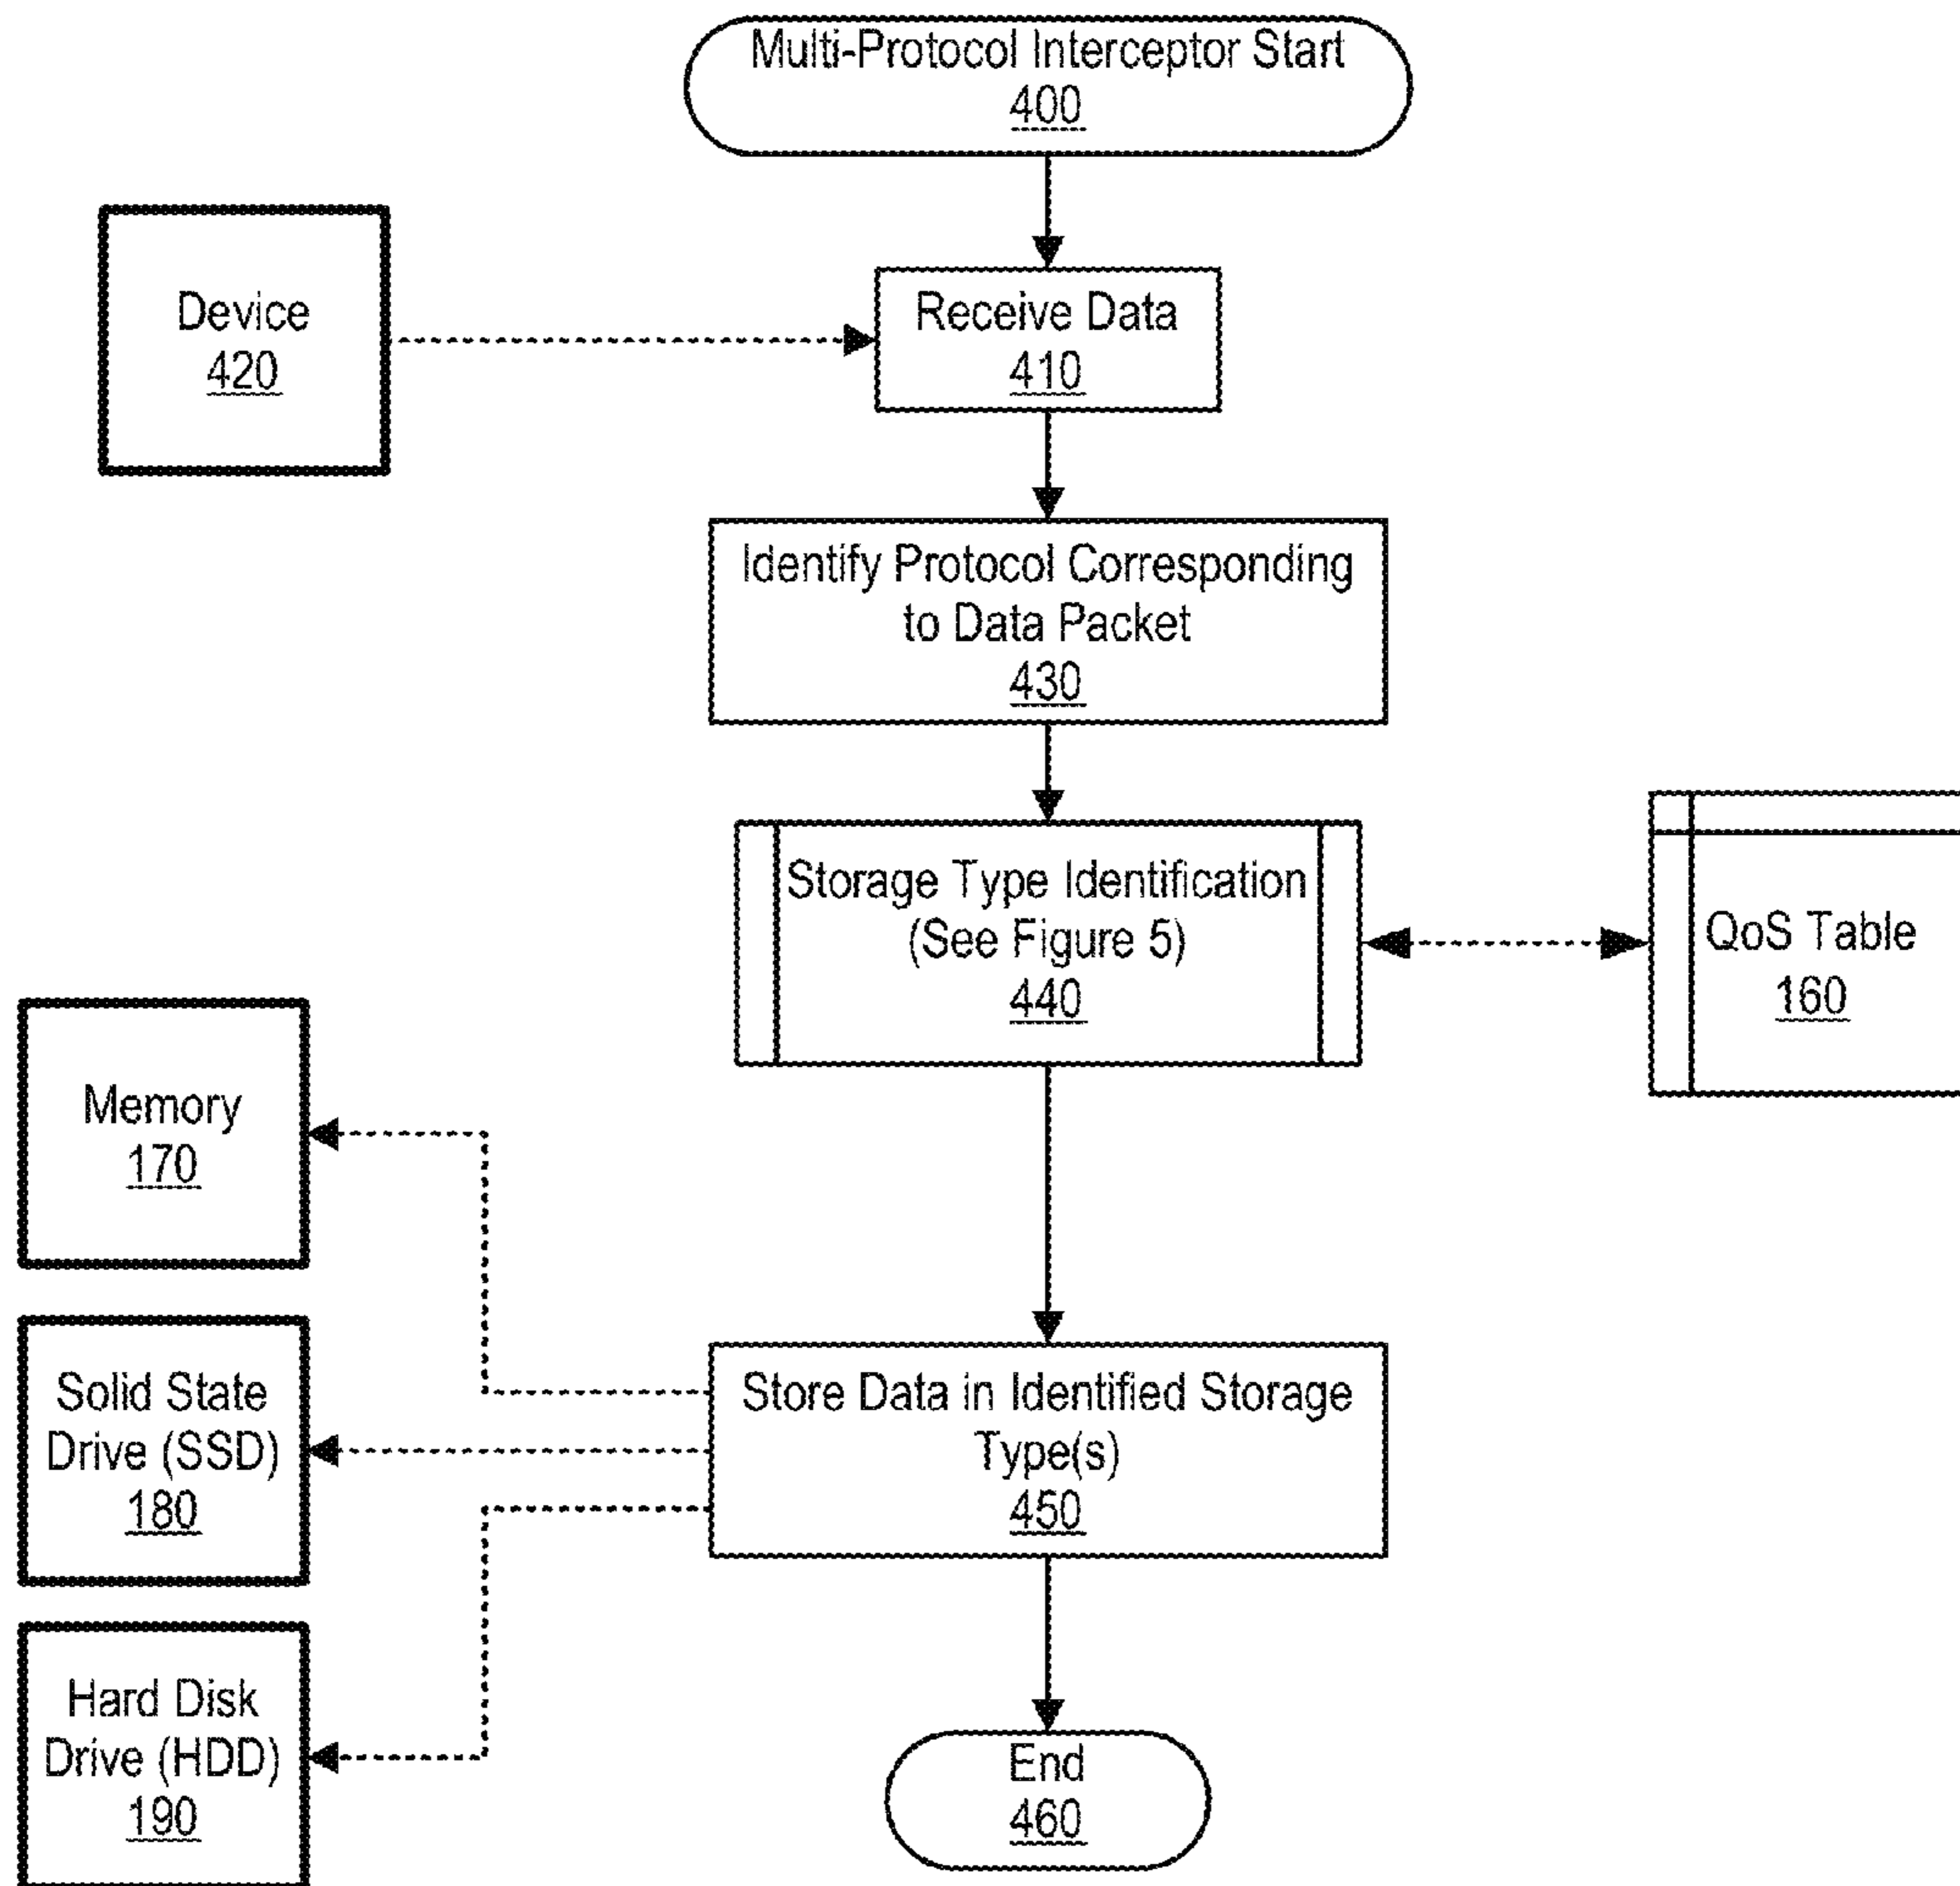 Multi-Protocol Interceptor Start
400
Device
420
Receive Data
410
Identify Protocol Corresponding
to Data Packet
430
Storage Type Identification
(See Figure 5)
440
QoS Table
160
Memory
170
Solid State
Drive (SSD)
180
Store Data in Identified Storage
Type(s)
450
Hard Disk
Drive (HDD)
190
End
460